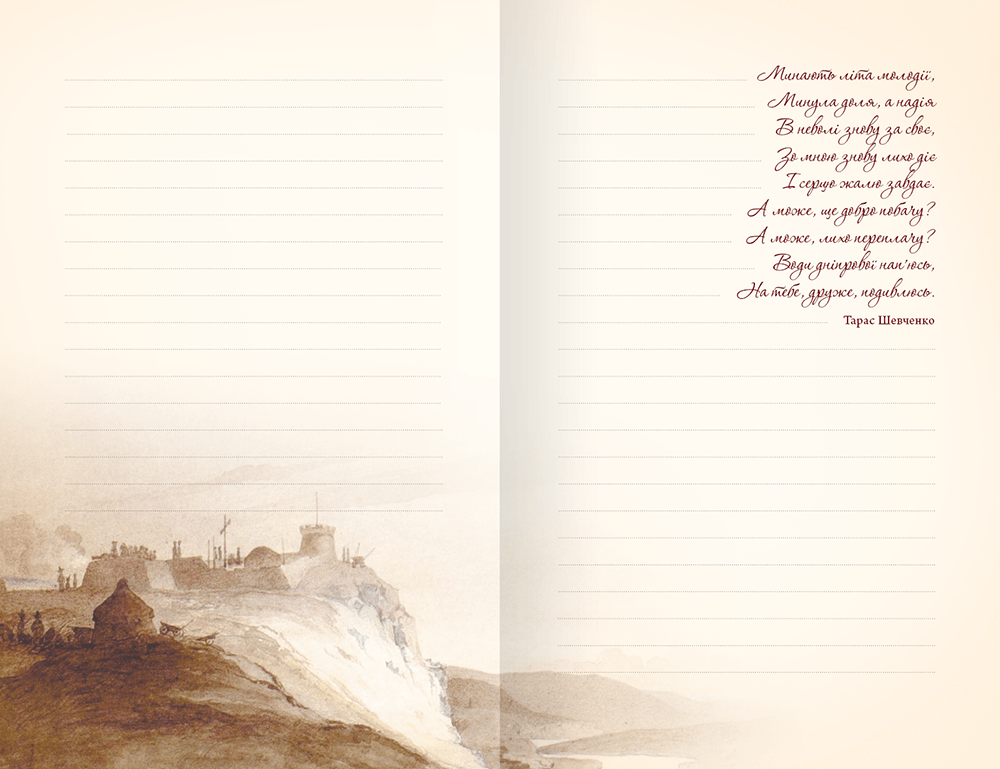 Минають літа молодії,
Минула доля, а надія
В неволі знову за своє,
Зо мною знову лихо діє
І серцю жалю завдає.
А може, ще добро побачу?
А може, лихо переплачу?
Води дніпрової нап'юсь,
На тебе, друже, подивлюсь.
Тарас Шевченко